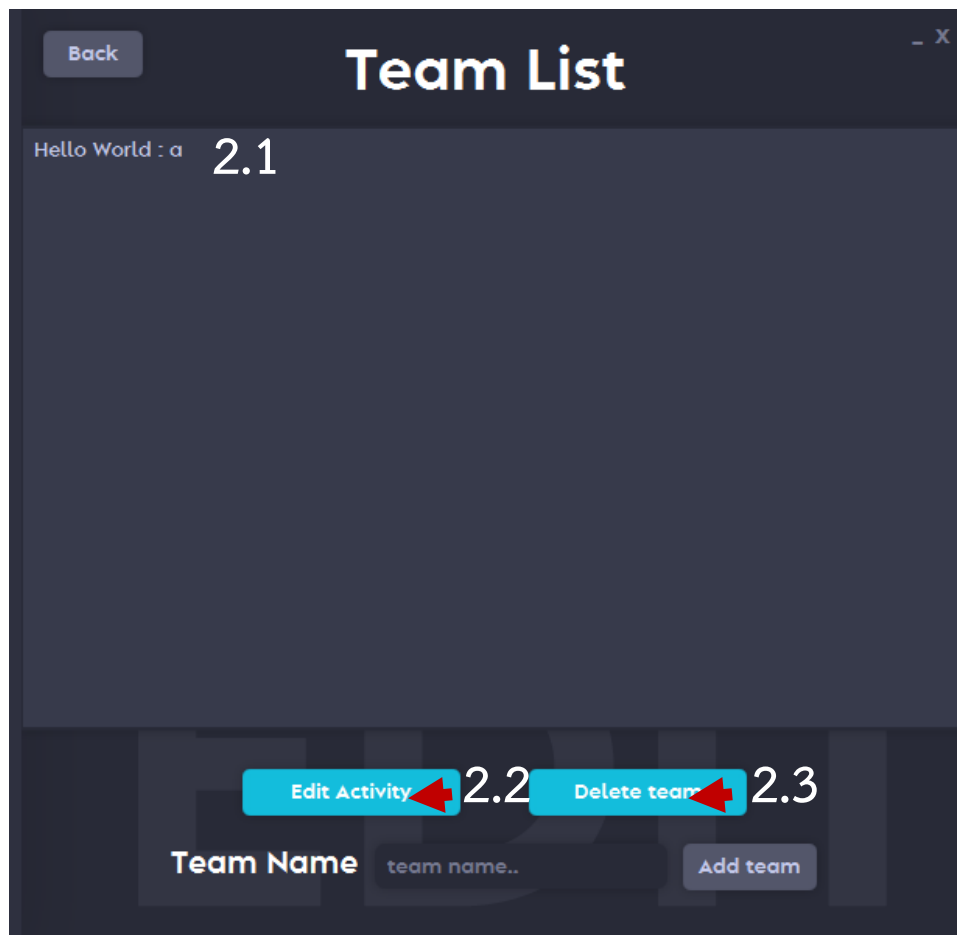 Back
Team List
_ X
Hello World : a 2.1
Edit Activity 2.2 Delete team 2.3
Team Name team name.. Add team
EDIT